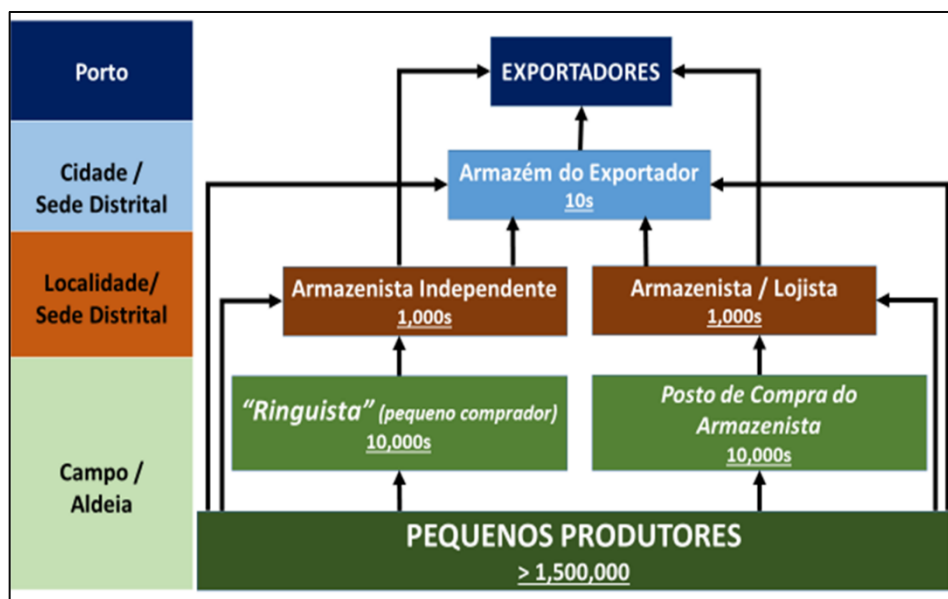 Porto
EXPORTADORES
Cidade /
Sede Distrital
Armazém do Exportador
10s
Localidade/
Sede Distrital
Armazenista Independente
1,000s
Armazenista / Lojista
1,000s
Campo /
Aldeia
“Ringuista” (pequeno comprador)
10,000s
Posto de Compra do
Armazenista
10,000s
PEQUENOS PRODUTORES
> 1,500,000